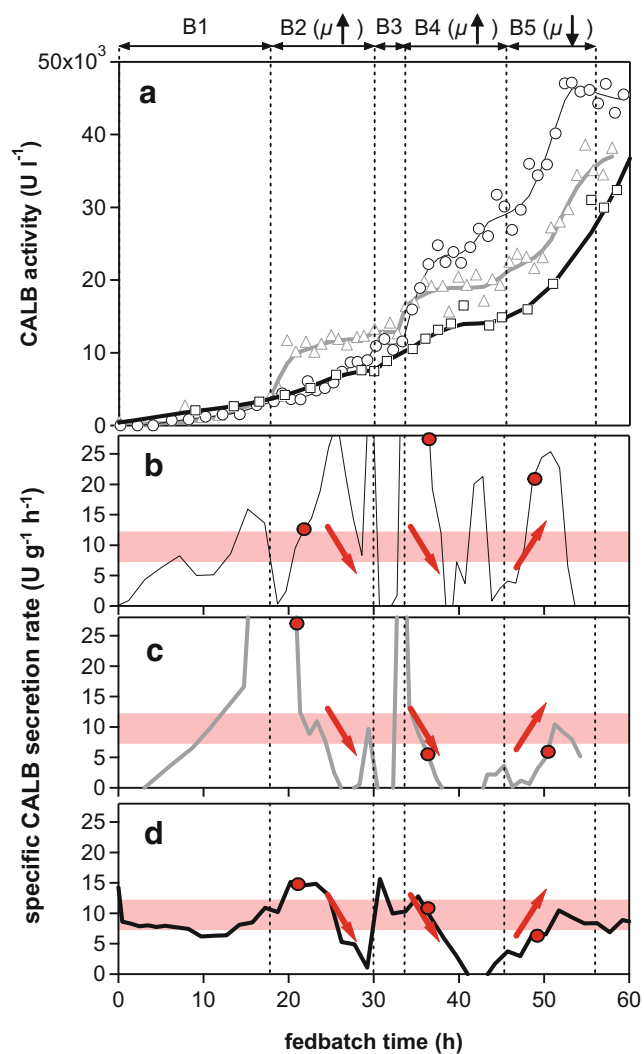 B1 B2 (μ↑) B3 B4 (μ↑) B5 (μ↓)
50x10³
a
40
30
20
10
0
CALB activity (U l⁻¹)
25
20
15
10
5
0
b
25
20
15
10
5
0
c
25
20
15
10
5
0
d
specific CALB secretion rate (U g⁻¹ h⁻¹)
0 10 20 30 40 50 60
fedbatch time (h)